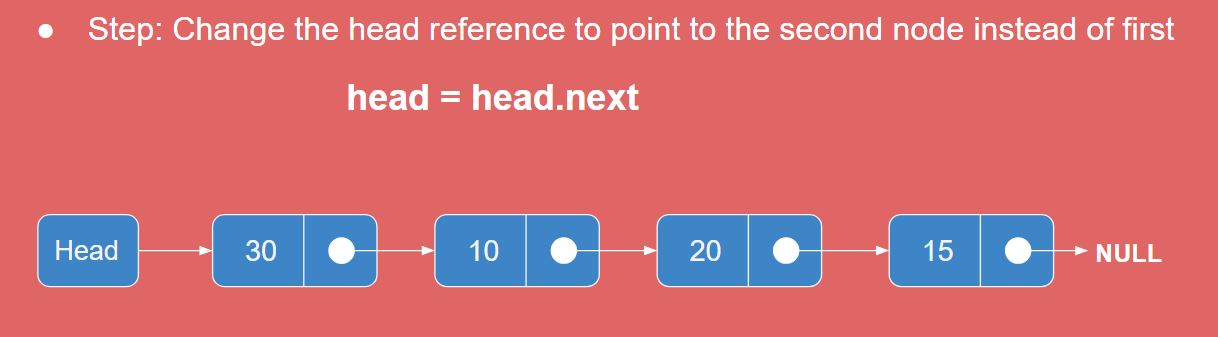 ● Step: Change the head reference to point to the second node instead of first
head = head.next
Head 30 10 20 15 NULL